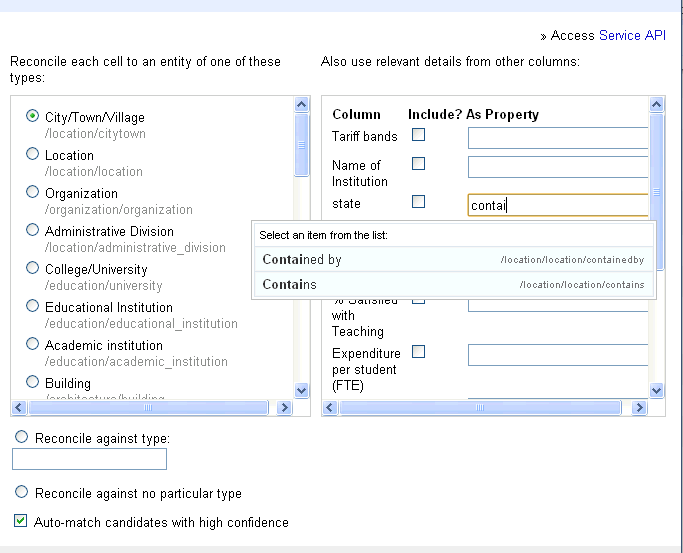 » Access Service API
Reconcile each cell to an entity of one of these
types:
Also use relevant details from other columns:
City/Town/Village
/location/citytown
Location
/location/location
Organization
/organization/organization
Administrative Division
/location/administrative_division
College/University
/education/university
Educational Institution
/education/educational_institution
Academic institution
/education/academic_institution
Building
/architecture/building
Column Include? As Property
Tariff bands
Name of
Institution
state contai
Select an item from the list:
Contained by /location/location/containedby
Contains /location/location/contains
% Satisfied
with
Teaching
Expenditure
per student
(FTE)
Reconcile against type:
Reconcile against no particular type
Auto-match candidates with high confidence